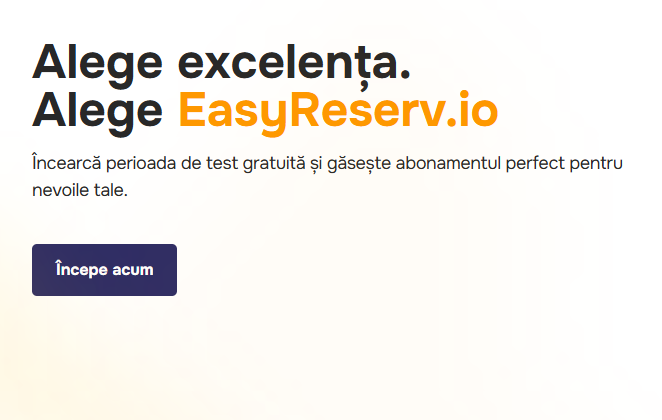 Alege excelența.
Alege EasyReserv.io
Încearcă perioada de test gratuită și găsește abonamentul perfect pentru
nevoile tale.
Începe acum